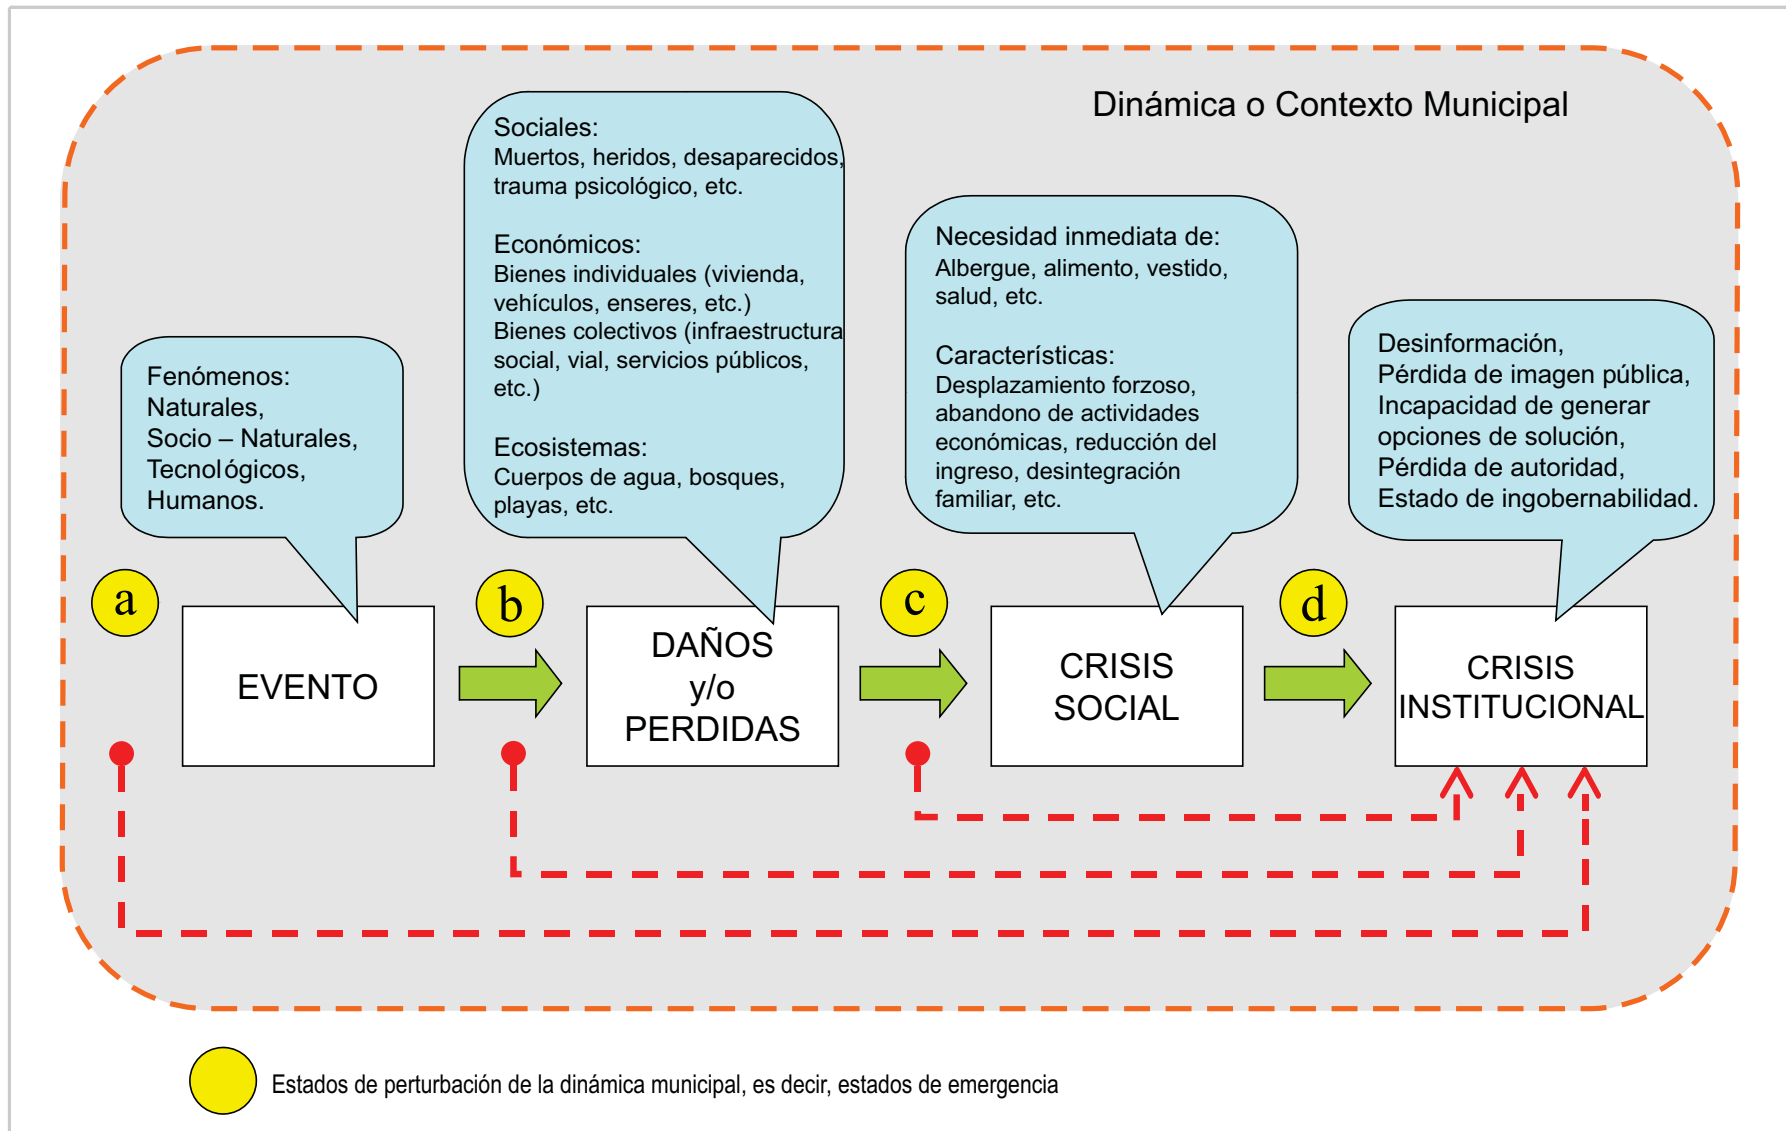 Dinámica o Contexto Municipal
Sociales:
Muertos, heridos, desaparecidos,
trauma psicológico, etc.
Económicos:
Bienes individuales (vivienda,
vehículos, enseres, etc.)
Bienes colectivos (infraestructura
social, vial, servicios públicos,
etc.)
Ecosistemas:
Cuerpos de agua, bosques,
playas, etc.
Necesidad inmediata de:
Albergue, alimento, vestido,
salud, etc.
Características:
Desplazamiento forzoso,
abandono de actividades
económicas, reducción del
ingreso, desintegración
familiar, etc.
Desinformación,
Pérdida de imagen pública,
Incapacidad de generar
opciones de solución,
Pérdida de autoridad,
Estado de ingobernabilidad.
Fenómenos:
Naturales,
Socio – Naturales,
Tecnológicos,
Humanos.
a
EVENTO
b
DAÑOS
y/o
PERDIDAS
c
CRISIS
SOCIAL
d
CRISIS
INSTITUCIONAL
Estados de perturbación de la dinámica municipal, es decir, estados de emergencia